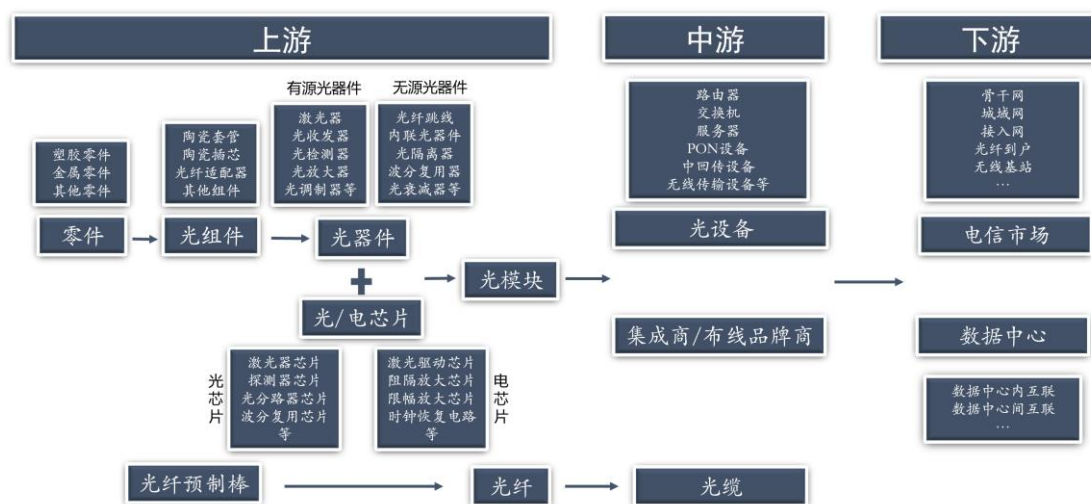 上游
中游
下游
有源光器件
无源光器件
塑胶零件
金属零件
其他零件
陶瓷套管
陶瓷插芯
光纤适配器
其他组件
激光器
光收发器
光检测器
光放大器
光调制器等
光纤跳线
内联光器件
光隔离器
波分复用器
光衰减器等
路由器
交换机
服务器
PON设备
中回传设备
无线传输设备等
骨干网
城域网
接入网
光纤到户
无线基站
…
零件
光组件
光器件
光设备
电信市场
光模块
光/电芯片
集成商/布线品牌商
数据中心
光芯片
激光器芯片
探测器芯片
光分路器芯片
波分复用芯片
等
激光驱动芯片
阻隔放大芯片
限幅放大芯片
时钟恢复电路
等
电芯片
数据中心内互联
数据中心间互联
…
光纤预制棒
光纤
光缆